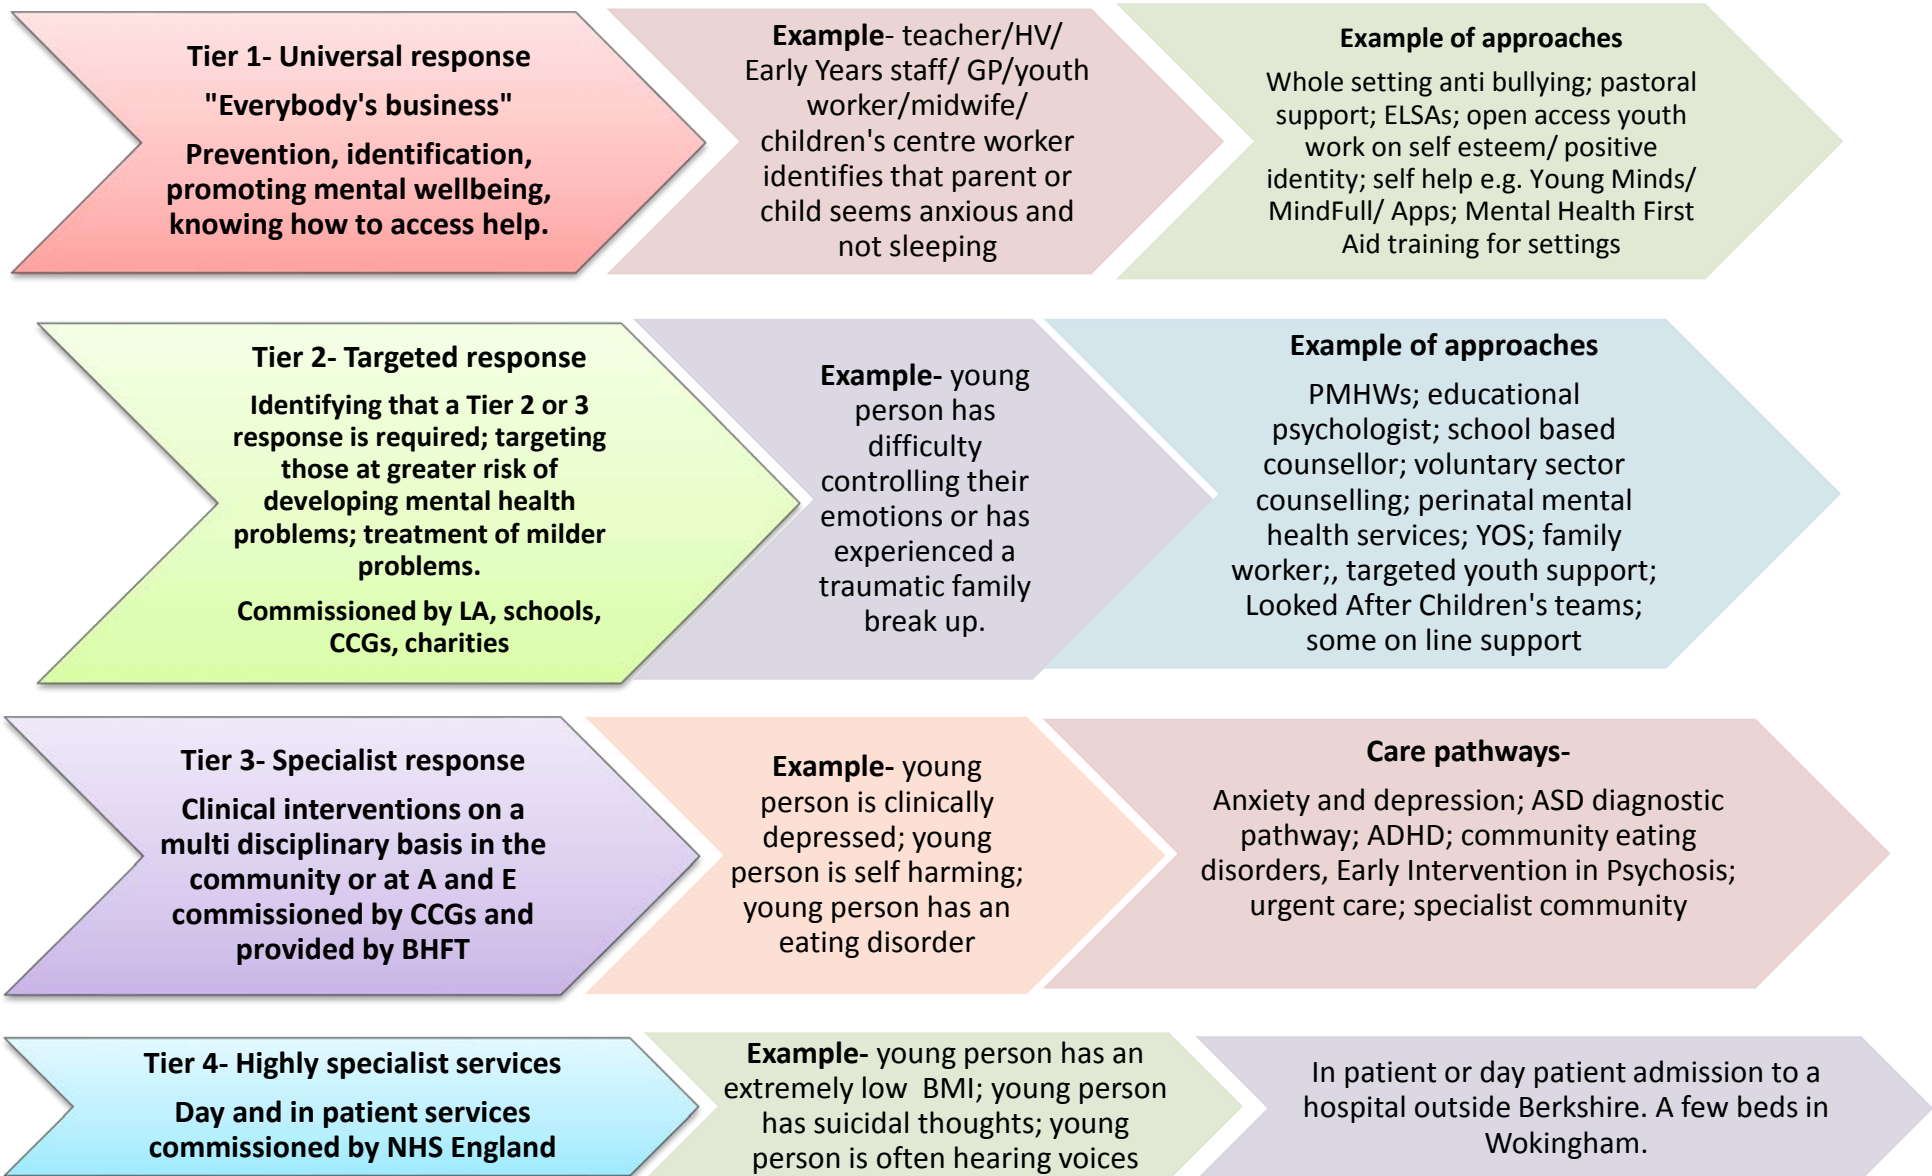 Tier 1- Universal response
"Everybody's business"
Prevention, identification,
promoting mental wellbeing,
knowing how to access help.
Example- teacher/HV/
Early Years staff/ GP/youth
worker/midwife/
children's centre worker
identifies that parent or
child seems anxious and
not sleeping
Example of approaches
Whole setting anti bullying; pastoral
support; ELSAs; open access youth
work on self esteem/ positive
identity; self help e.g. Young Minds/
MindFull/ Apps; Mental Health First
Aid training for settings
Tier 2- Targeted response
Identifying that a Tier 2 or 3
response is required; targeting
those at greater risk of
developing mental health
problems; treatment of milder
problems.
Commissioned by LA, schools,
CCGs, charities
Example- young
person has
difficulty
controlling their
emotions or has
experienced a
traumatic family
break up.
Example of approaches
PMHWs; educational
psychologist; school based
counsellor; voluntary sector
counselling; perinatal mental
health services; YOS; family
worker;, targeted youth support;
Looked After Children's teams;
some on line support
Tier 3- Specialist response
Clinical interventions on a
multi disciplinary basis in the
community or at A and E
commissioned by CCGs and
provided by BHFT
Example- young
person is clinically
depressed; young
person is self harming;
young person has an
eating disorder
Care pathways-
Anxiety and depression; ASD diagnostic
pathway; ADHD; community eating
disorders, Early Intervention in Psychosis;
urgent care; specialist community
Tier 4- Highly specialist services
Day and in patient services
commissioned by NHS England
Example- young person has an
extremely low  BMI; young person
has suicidal thoughts; young
person is often hearing voices
In patient or day patient admission to a
hospital outside Berkshire. A few beds in
Wokingham.